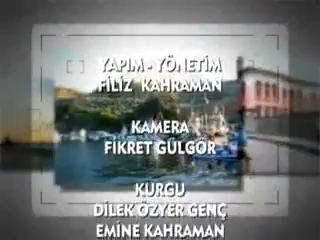 YAPIM - YÖNETİM
FİLİZ KAHRAMAN
KAMERA
FİKRET GÜLGÖR
KURGU
DİLEK ÖZYER GENÇ
EMİNE KAHRAMAN